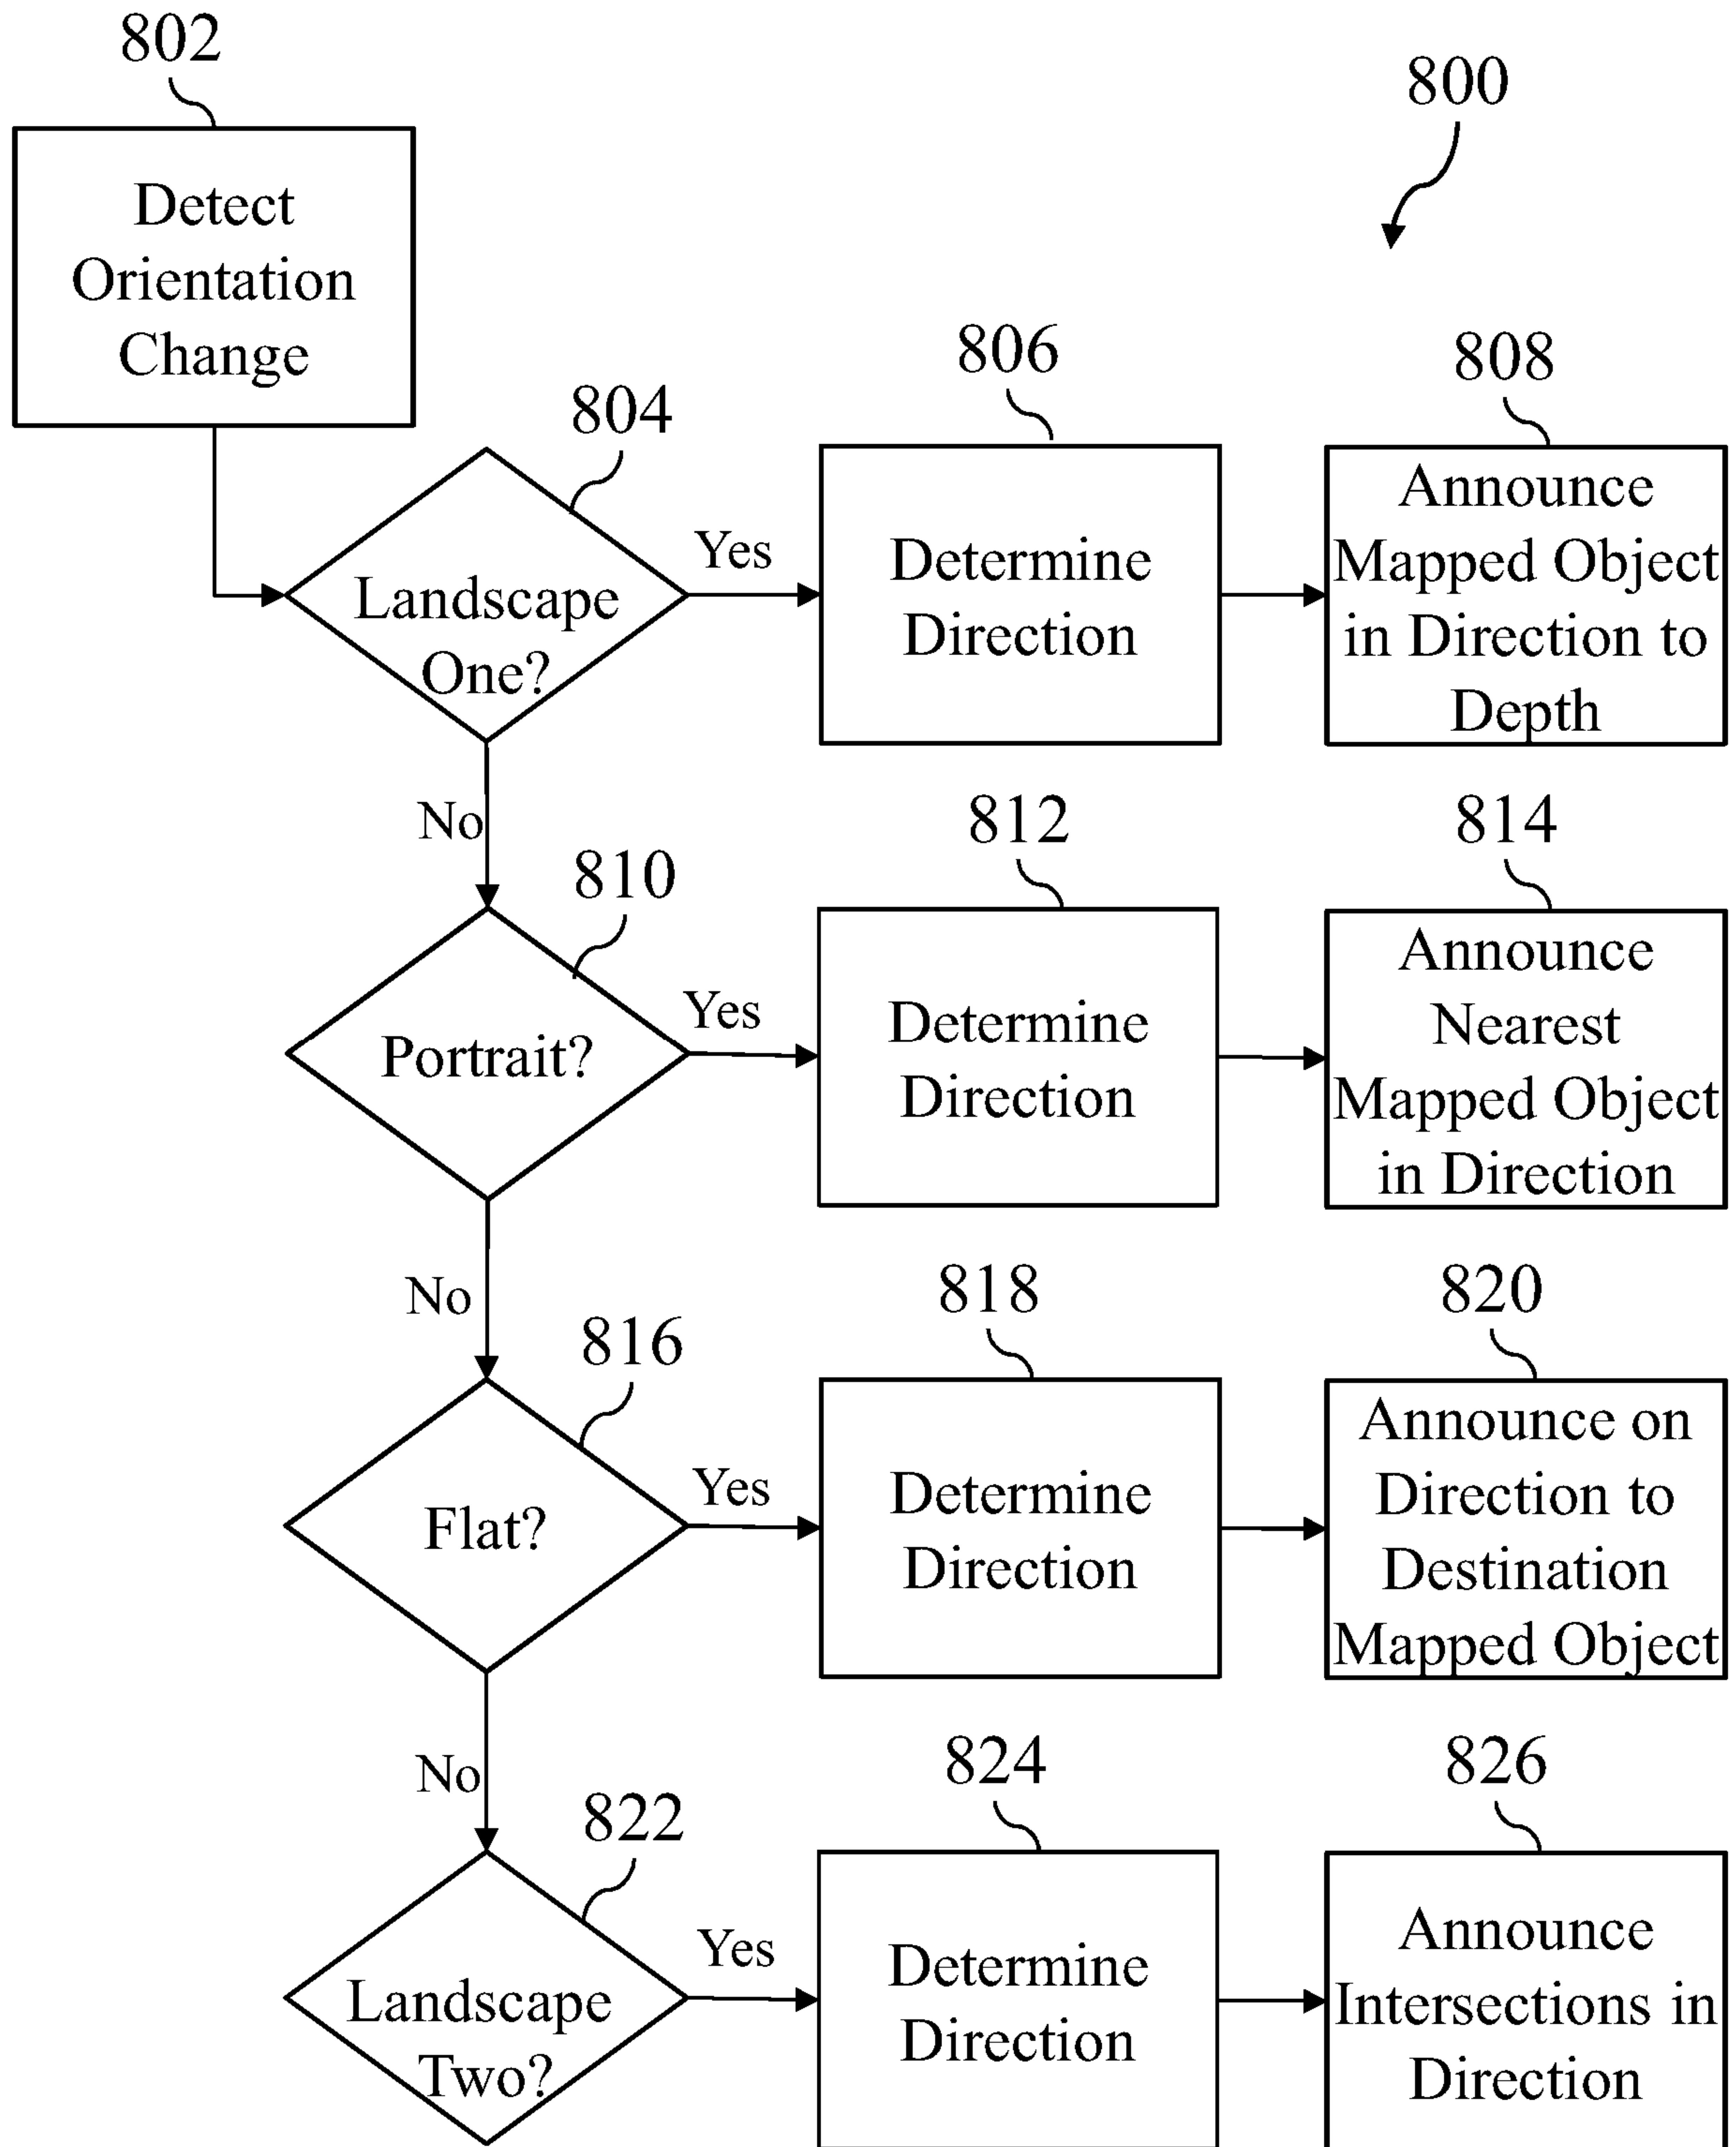 802
800
Detect
Orientation
Change
804
806
808
Landscape
One?
Yes
Determine
Direction
Announce
Mapped Object
in Direction to
Depth
No
810
812
814
Portrait?
Yes
Determine
Direction
Announce
Nearest
Mapped Object
in Direction
No
816
818
820
Flat?
Yes
Determine
Direction
Announce on
Direction to
Destination
Mapped Object
No
822
824
826
Landscape
Two?
Yes
Determine
Direction
Announce
Intersections in
Direction